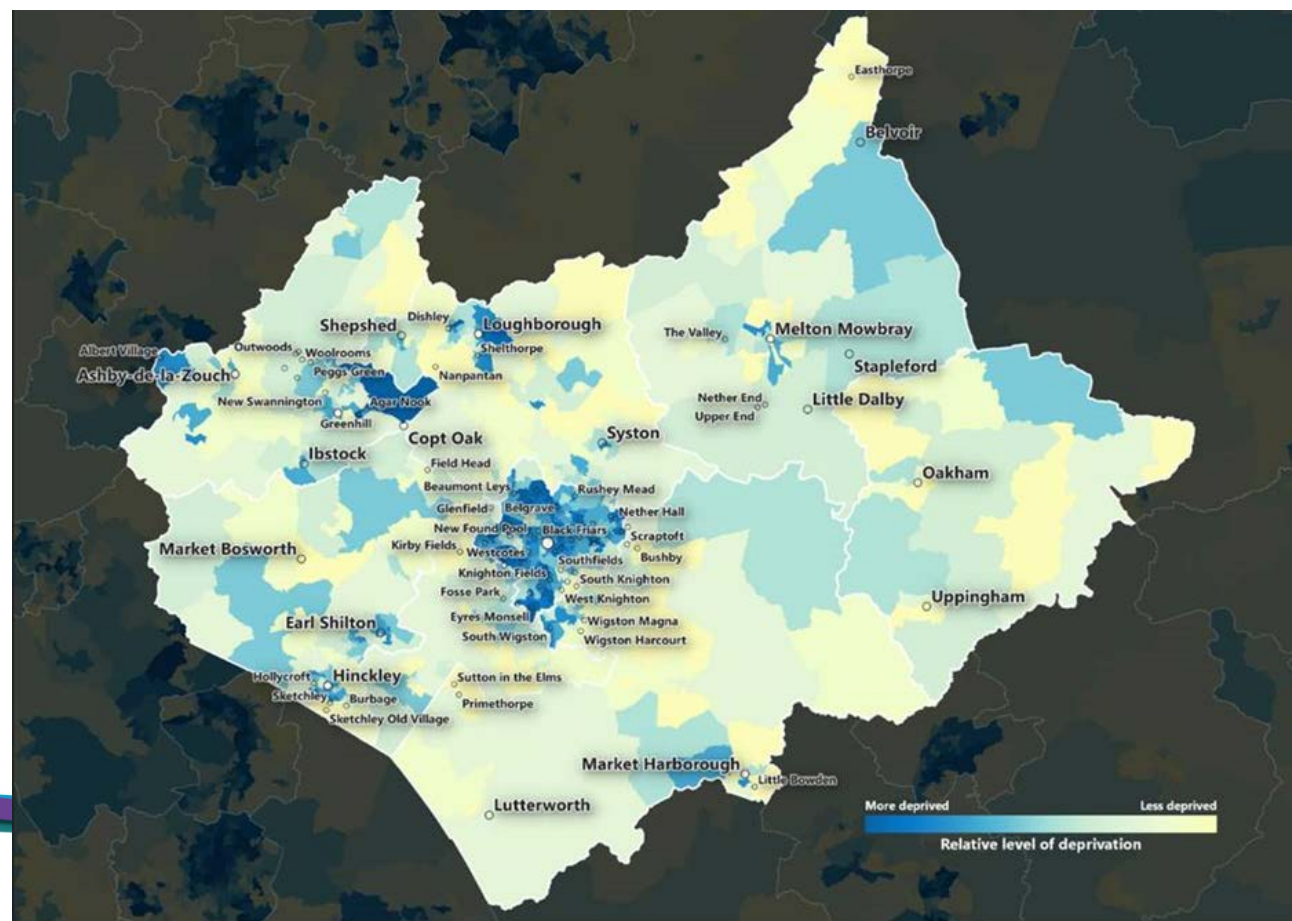 Easthorpe
Belvoir
Dishley
Shepshed
Loughborough
The Valley
Melton Mowbray
Albert Village
Outwoods
Woolrooms
Shelthorpe
Stapleford
Ashby-de-la-Zouch
Peggs Green
Nanpantan
New Swannington
Agar Nook
Nether End
Little Dalby
Upper End
Greenhill
Copt Oak
Syston
Ibstock
Field Head
Oakham
Beaumont Leys
Rushey Mead
Glenfield
Belgrave
Nether Hall
New Found Pool
Black Friars
Scraptoft
Kirby Fields
Westcotes
Bushby
Market Bosworth
Southfields
Knighton Fields
South Knighton
Fosse Park
West Knighton
Uppingham
Earl Shilton
Eyres Monsell
Wigston Magna
South Wigston
Wigston Harcourt
Hollycroft
Hinckley
Sutton in the Elms
Sketchley
Burbage
Primethorpe
Sketchley Old Village
Market Harborough
Little Bowden
Lutterworth
More deprived
Less deprived
Relative level of deprivation